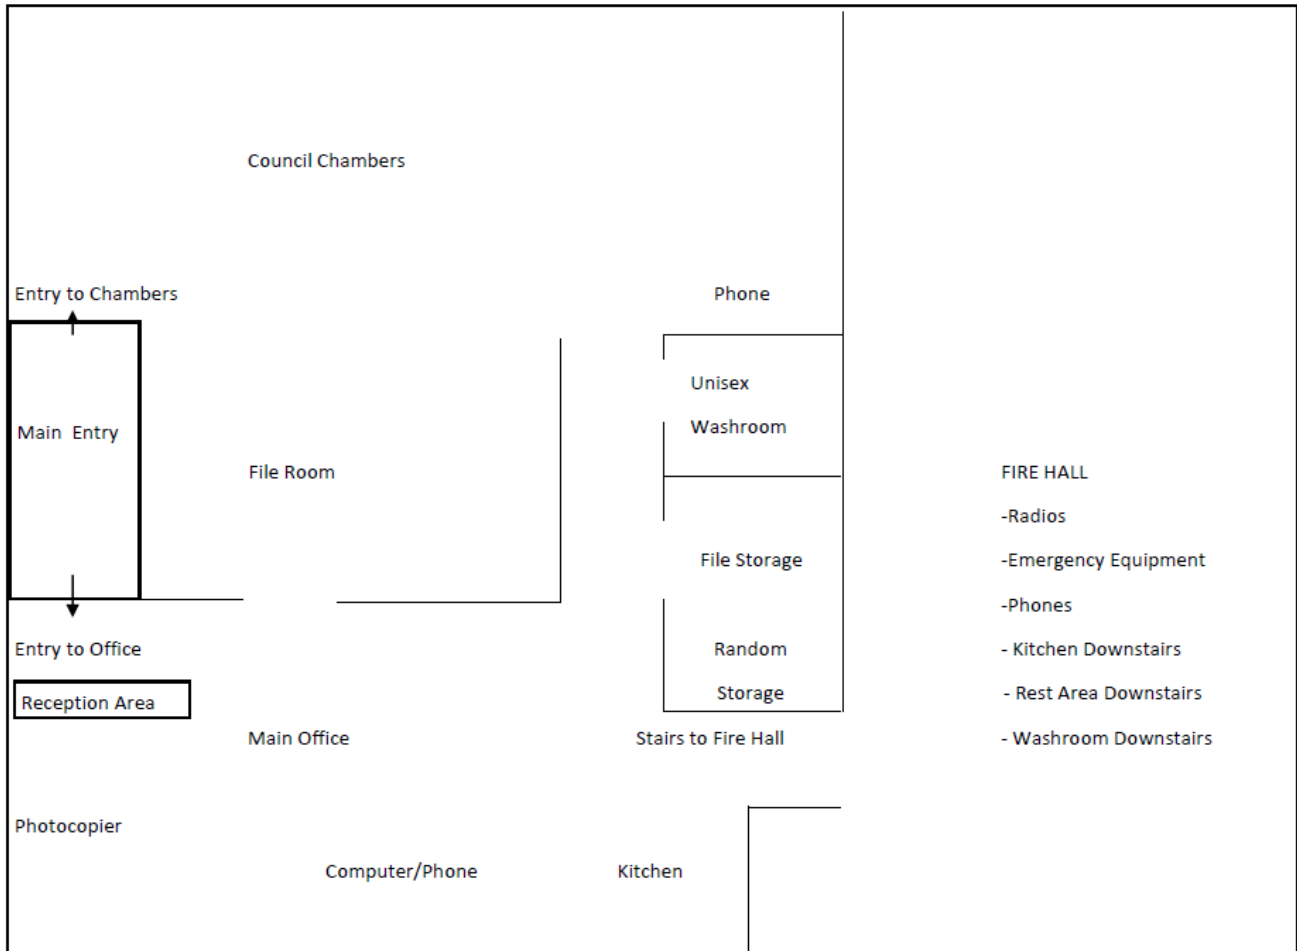 Council Chambers
Entry to Chambers
Phone
Main  Entry
Unisex
Washroom
File Room
File Storage
Random
Storage
FIRE HALL
-Radios
-Emergency Equipment
-Phones
- Kitchen Downstairs
- Rest Area Downstairs
- Washroom Downstairs
Entry to Office
Reception Area
Main Office
Stairs to Fire Hall
Photocopier
Computer/Phone
Kitchen